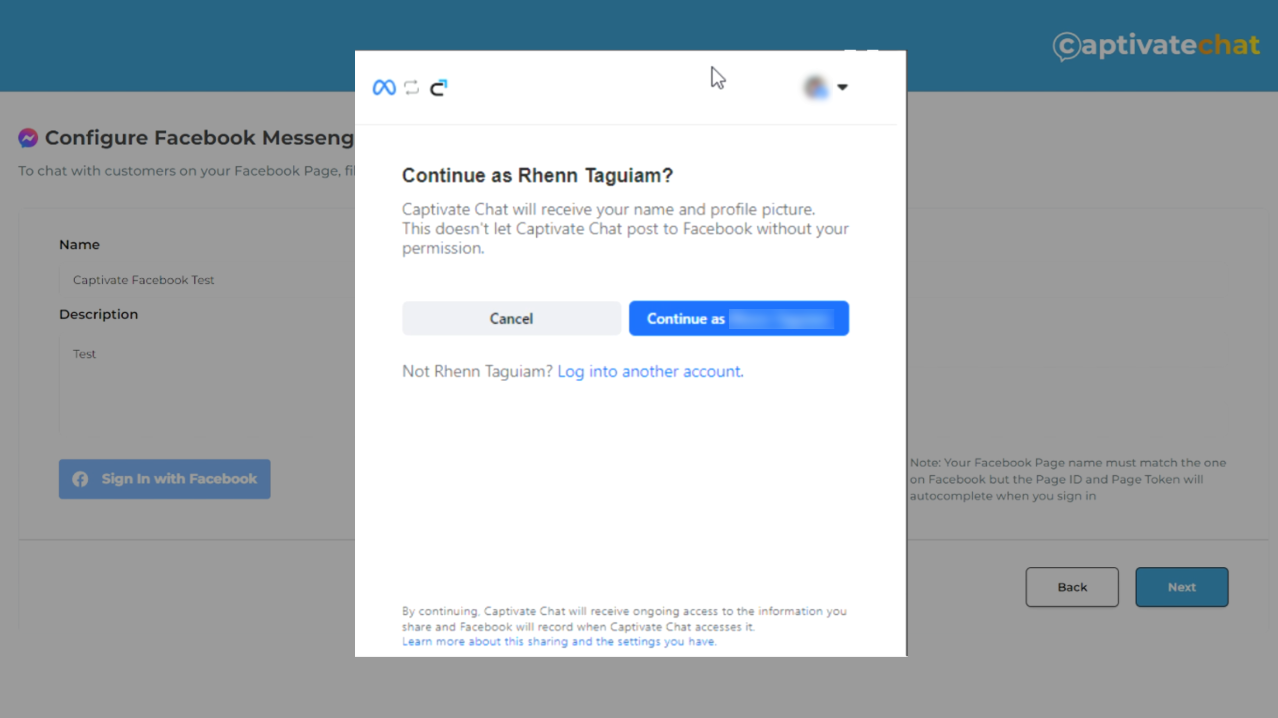 captivatechat
Configure Facebook Messeng
To chat with customers on your Facebook Page, fil
Name
Captivate Facebook Test
Description
Test
Sign In with Facebook
Continue as Rhenn Taguiam?
Captivate Chat will receive your name and profile picture.
This doesn't let Captivate Chat post to Facebook without your
permission.
Cancel
Continue as
Not Rhenn Taguiam? Log into another account.
By continuing, Captivate Chat will receive ongoing access to the information you
share and Facebook will record when Captivate Chat accesses it.
Learn more about this sharing and the settings you have.
Note: Your Facebook Page name must match the one
on Facebook but the Page ID and Page Token will
autocomplete when you sign in
Back
Next